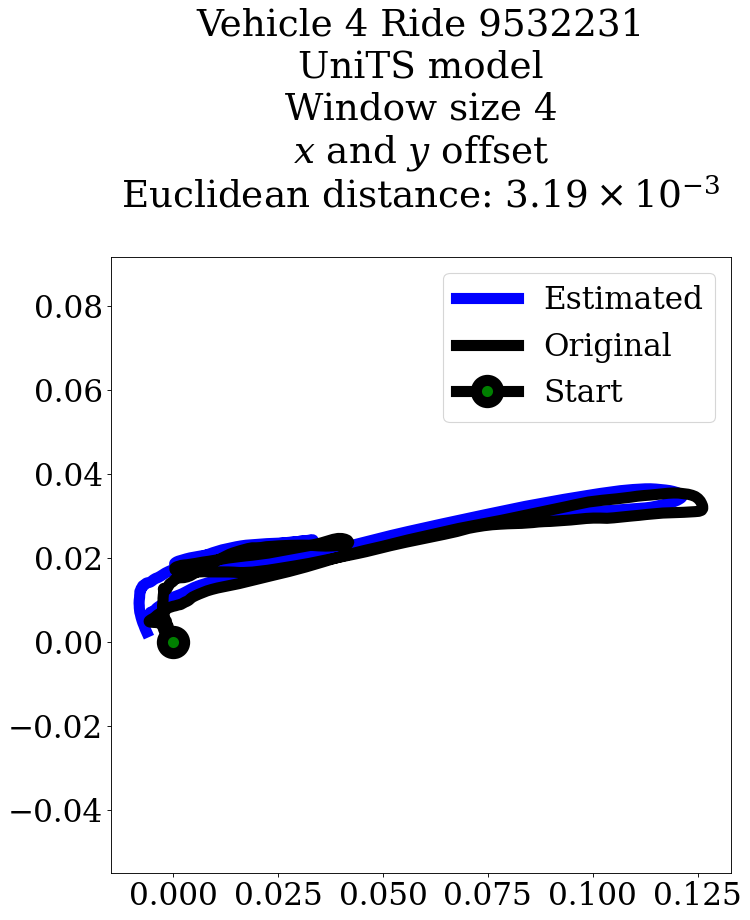 Vehicle 4 Ride 9532231
UniTS model
Window size 4
x and y offset
Euclidean distance: 3.19 × 10⁻³
Estimated
Original
Start
0.08
0.06
0.04
0.02
0.00
−0.02
−0.04
0.000 0.025 0.050 0.075 0.100 0.125